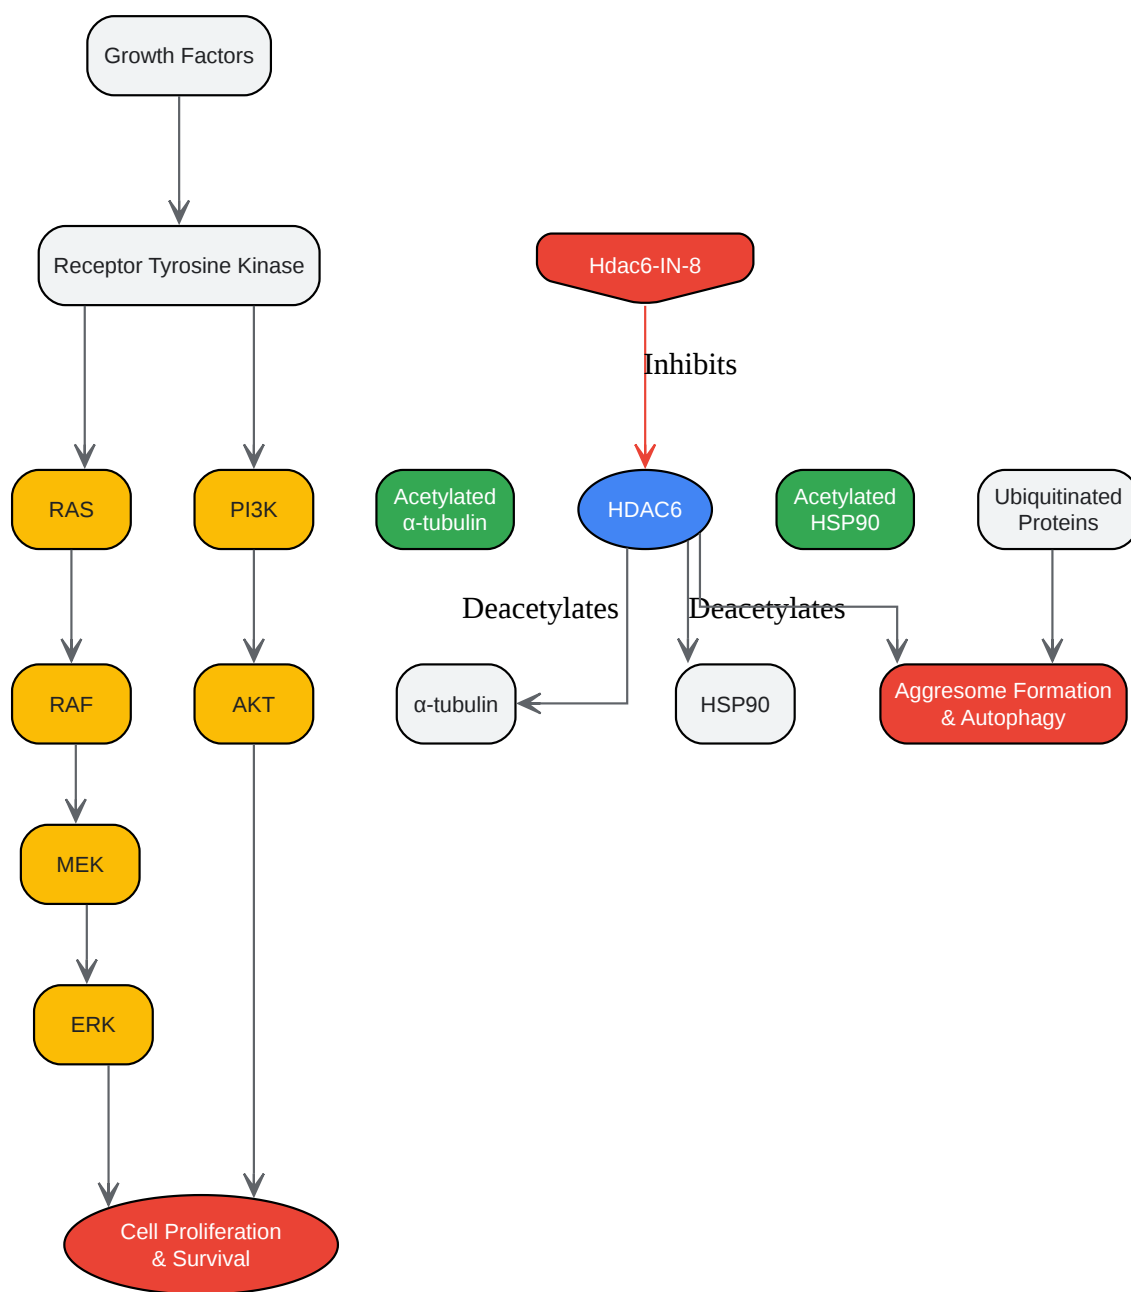 Growth Factors
Receptor Tyrosine Kinase
Hdac6-IN-8
Inhibits
RAS
PI3K
Acetylated
α-tubulin
HDAC6
Acetylated
HSP90
Ubiquitinated
Proteins
Deacetylates
Deacetylates
RAF
AKT
α-tubulin
HSP90
Aggresome Formation
& Autophagy
MEK
ERK
Cell Proliferation
& Survival